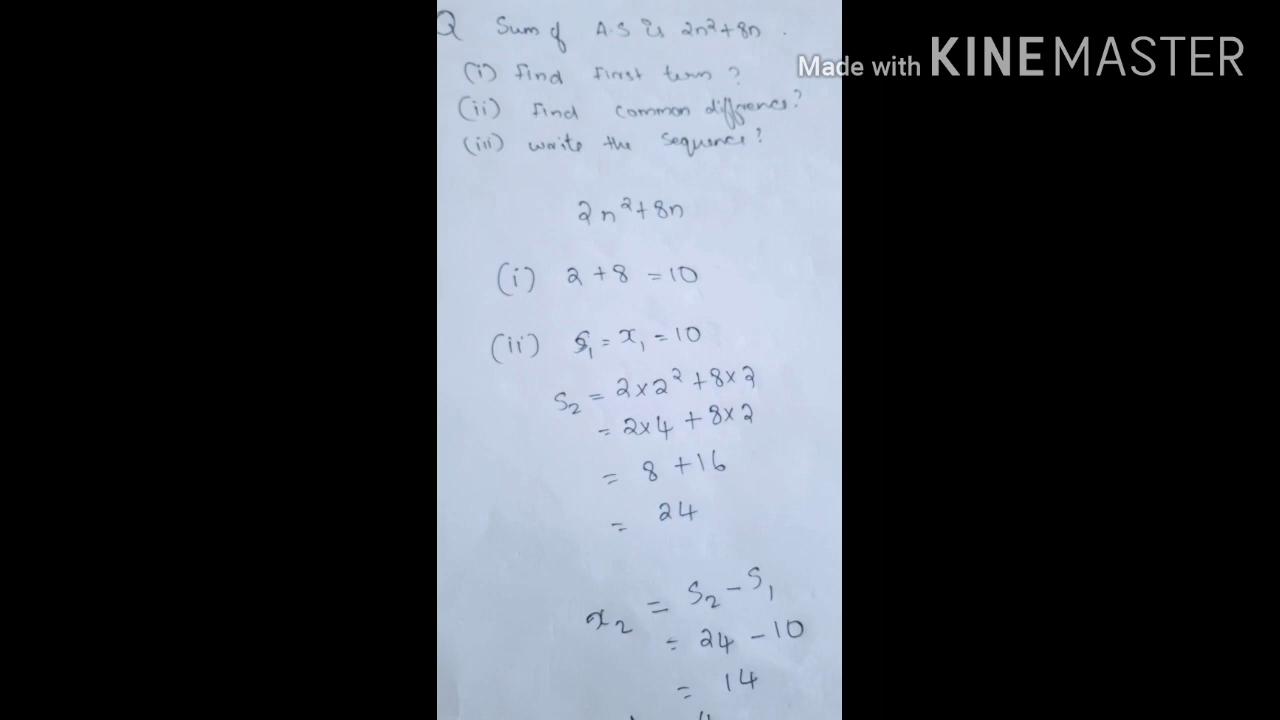 Q Sum of A.S is 2n²+8n.
Made with KINEMASTER
(i) find first term?
(ii) find common diffrence?
(iii) write the sequence?
2n²+8n
(i) 2+8 =10
(ii) S₁ = x₁ =10
S₂ = 2×2²+8×2
= 2×4 + 8×2
= 8 +16
= 24
x₂ = S₂ - S₁
= 24 -10
= 14